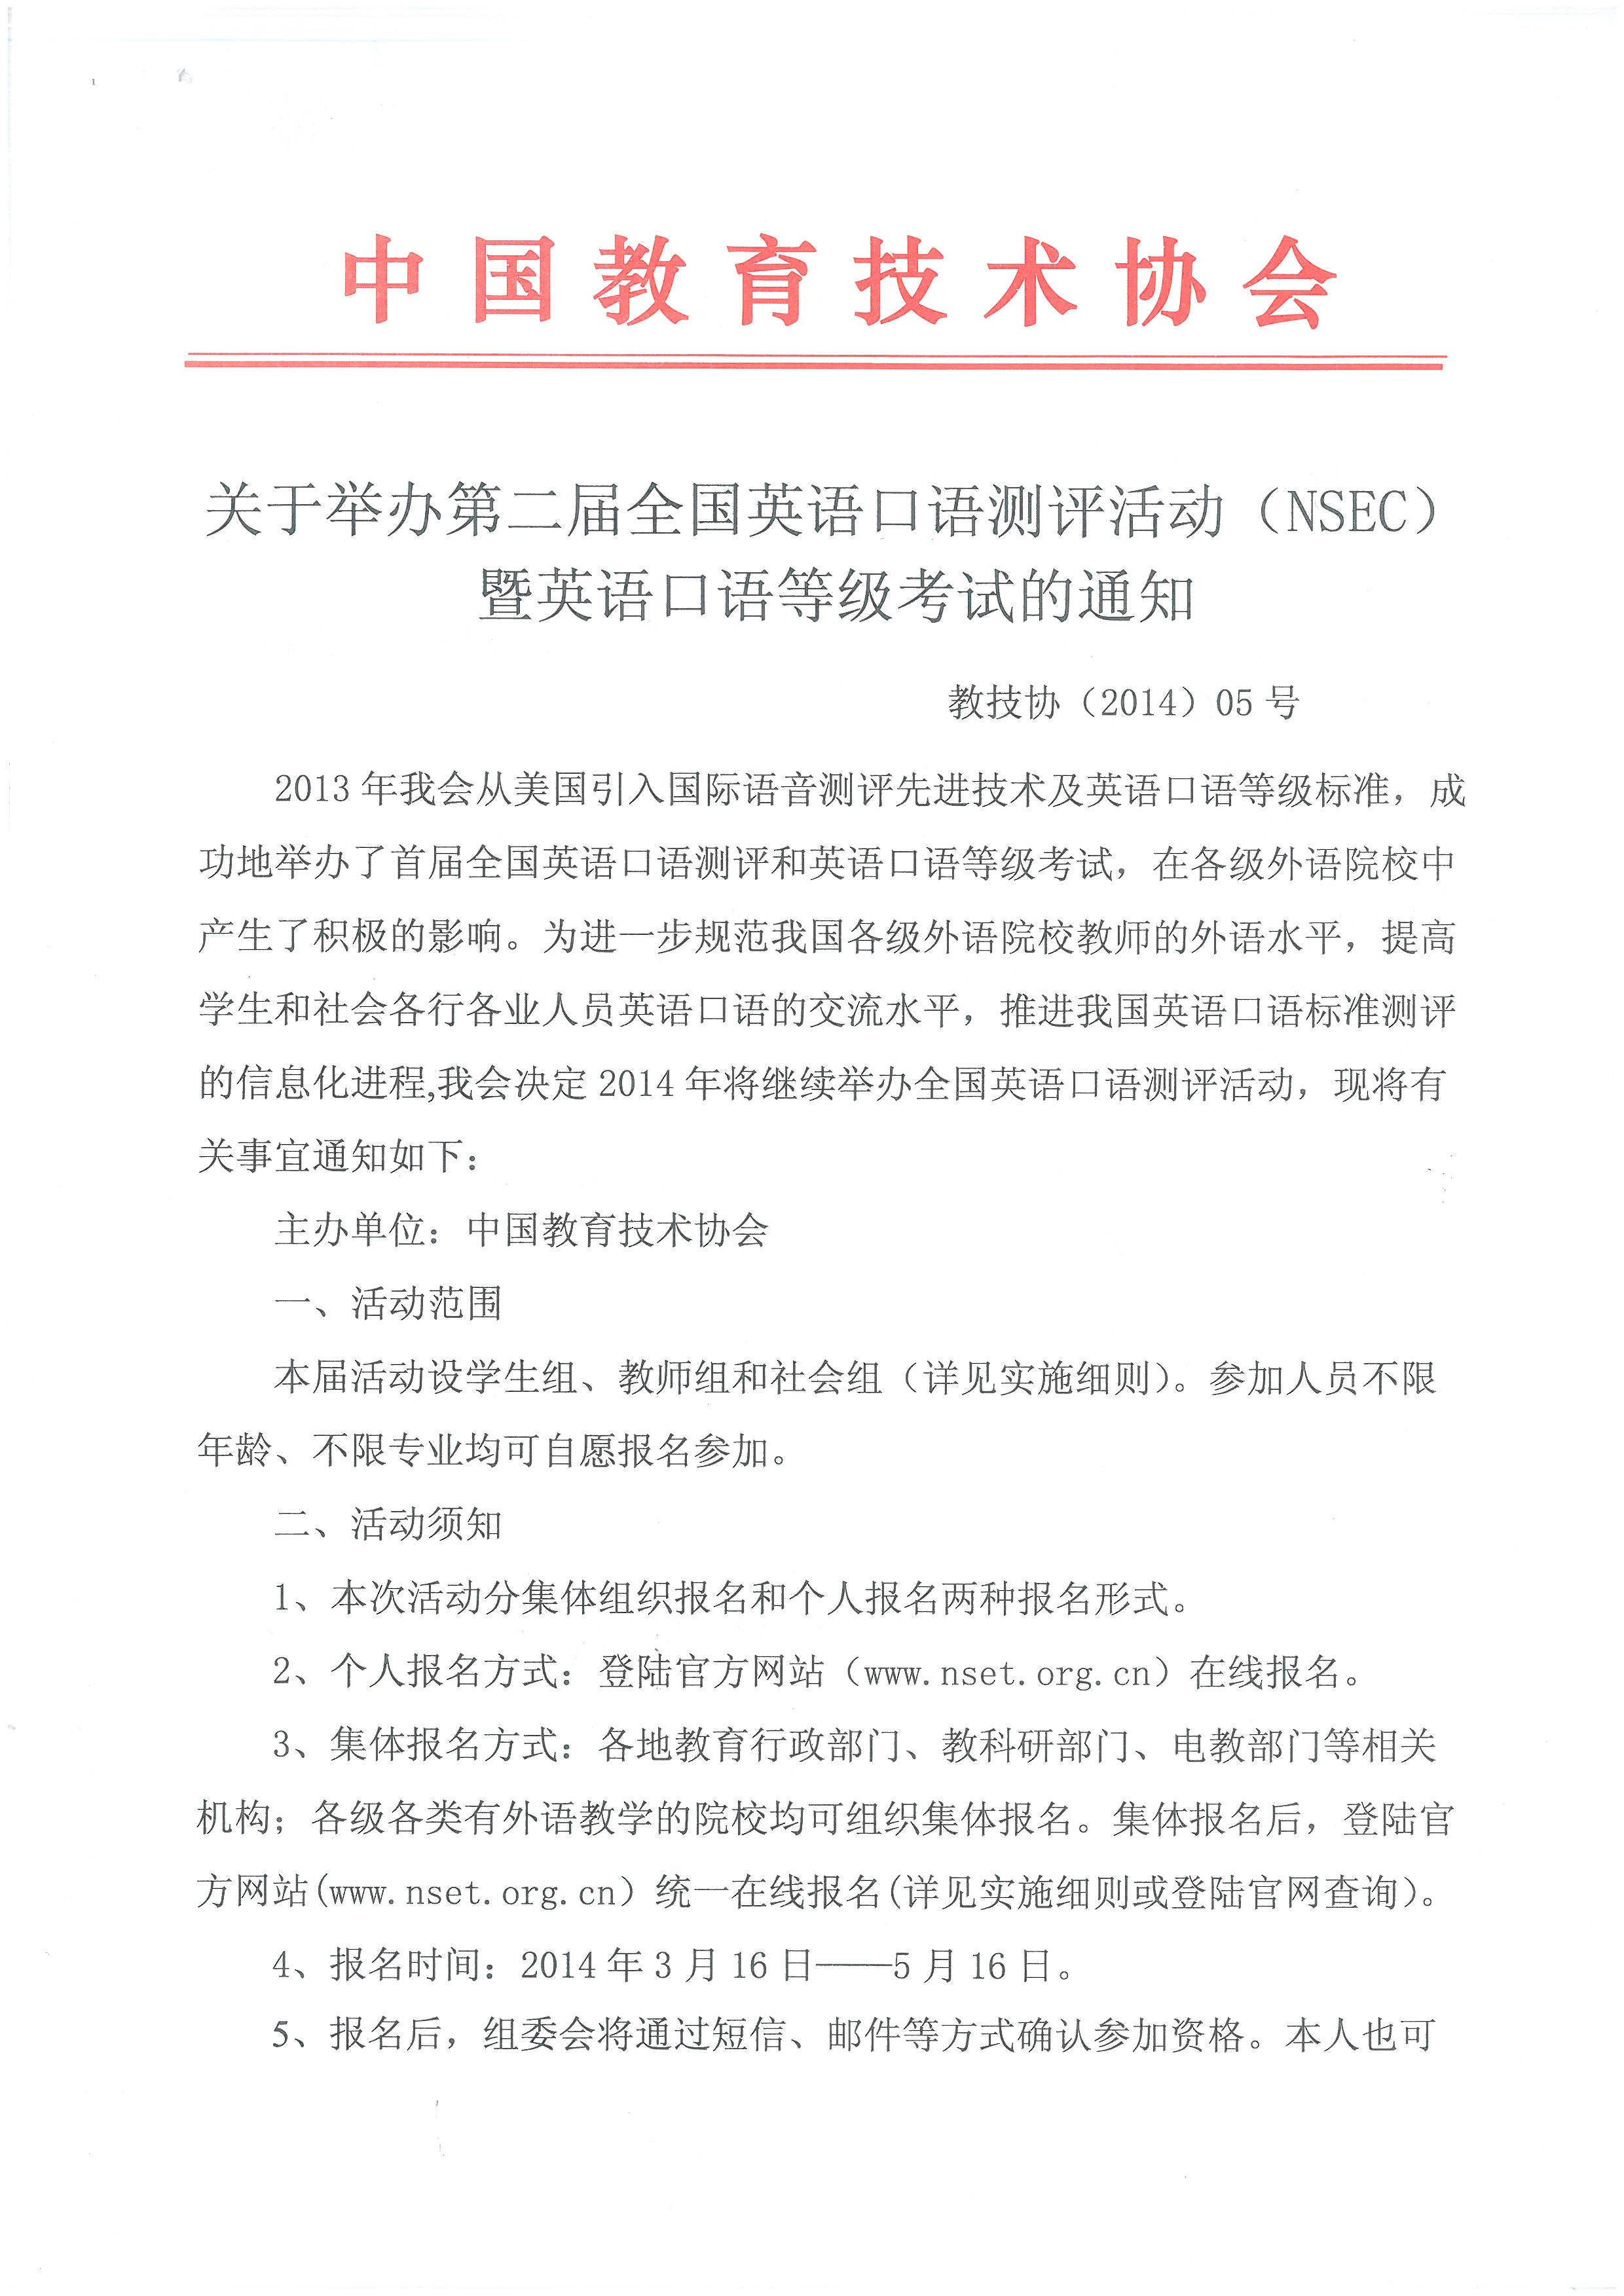 中国教育技术协会
关于举办第二届全国英语口语测评活动（NSEC）
暨英语口语等级考试的通知
教技协（2014）05 号
2013 年我会从美国引入国际语音测评先进技术及英语口语等级标准，成
功地举办了首届全国英语口语测评和英语口语等级考试，在各级外语院校中
产生了积极的影响。为进一步规范我国各级外语院校教师的外语水平，提高
学生和社会各行各业人员英语口语的交流水平，推进我国英语口语标准测评
的信息化进程,我会决定 2014 年将继续举办全国英语口语测评活动，现将有
关事宜通知如下：
主办单位：中国教育技术协会
一、活动范围
本届活动设学生组、教师组和社会组（详见实施细则）。参加人员不限
年龄、不限专业均可自愿报名参加。
二、活动须知
1、本次活动分集体组织报名和个人报名两种报名形式。
2、个人报名方式：登陆官方网站（www.nset.org.cn）在线报名。
3、集体报名方式：各地教育行政部门、教科研部门、电教部门等相关
机构；各级各类有外语教学的院校均可组织集体报名。集体报名后，登陆官
方网站(www.nset.org.cn）统一在线报名(详见实施细则或登陆官网查询）。
4、报名时间：2014 年 3 月 16 日——5 月 16 日。
5、报名后，组委会将通过短信、邮件等方式确认参加资格。本人也可